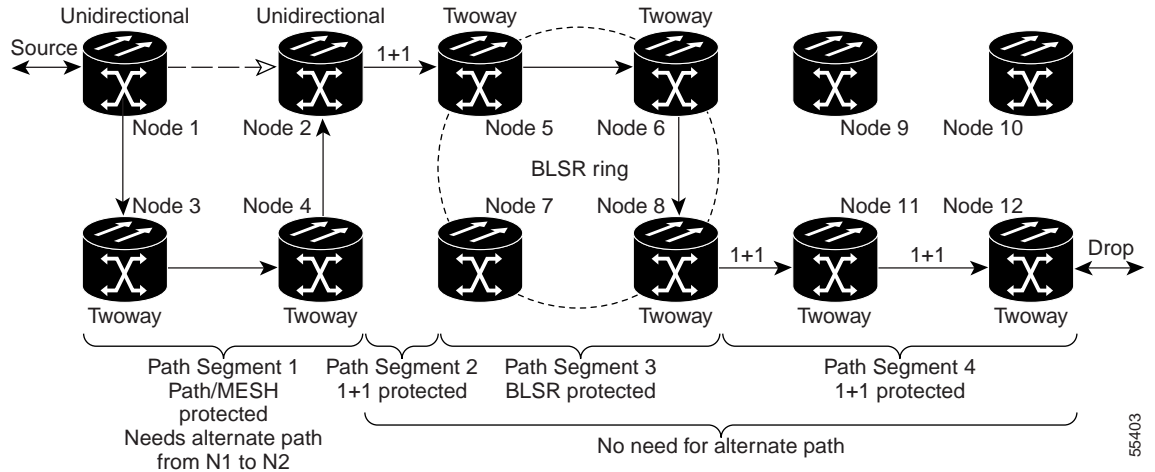 Unidirectional Unidirectional Twoway Twoway
Source 1+1
Node 1 Node 2 Node 5 Node 6 Node 9 Node 10
BLSR ring
Node 3 Node 4 Node 7 Node 8 Node 11 Node 12
1+1 1+1 Drop
Twoway Twoway Twoway Twoway Twoway
Path Segment 1
Path/MESH
protected
Needs alternate path
from N1 to N2
Path Segment 2
1+1 protected
Path Segment 3
BLSR protected
Path Segment 4
1+1 protected
No need for alternate path
55403